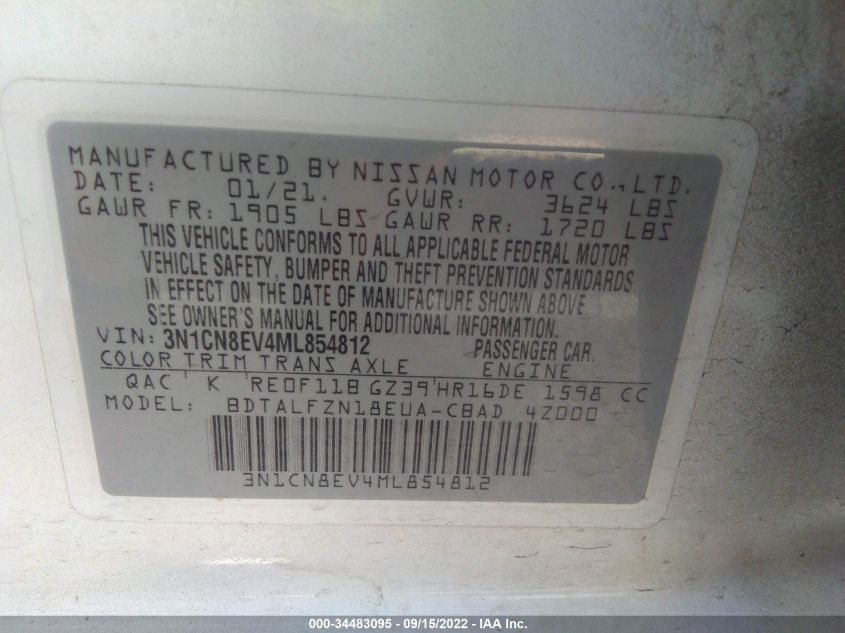 MANUFACTURED BY NISSAN MOTOR CO., LTD.
DATE: 01/21. GVWR: 3624 LBS
GAWR FR: 1905 LBS GAWR RR: 1720 LBS
THIS VEHICLE CONFORMS TO ALL APPLICABLE FEDERAL MOTOR
VEHICLE SAFETY, BUMPER AND THEFT PREVENTION STANDARDS
IN EFFECT ON THE DATE OF MANUFACTURE SHOWN ABOVE.
SEE OWNER'S MANUAL FOR ADDITIONAL INFORMATION.
VIN: 3N1CN8EV4ML854812 PASSENGER CAR.
COLOR TRIM TRANS AXLE ENGINE
QAC K RE0F11B GZ39 HR16DE 1598 CC
MODEL: BDTALFZN18EUA-CBAD 4Z000
3N1CN8EV4ML854812
000-34483095 - 09/15/2022 - IAA Inc.